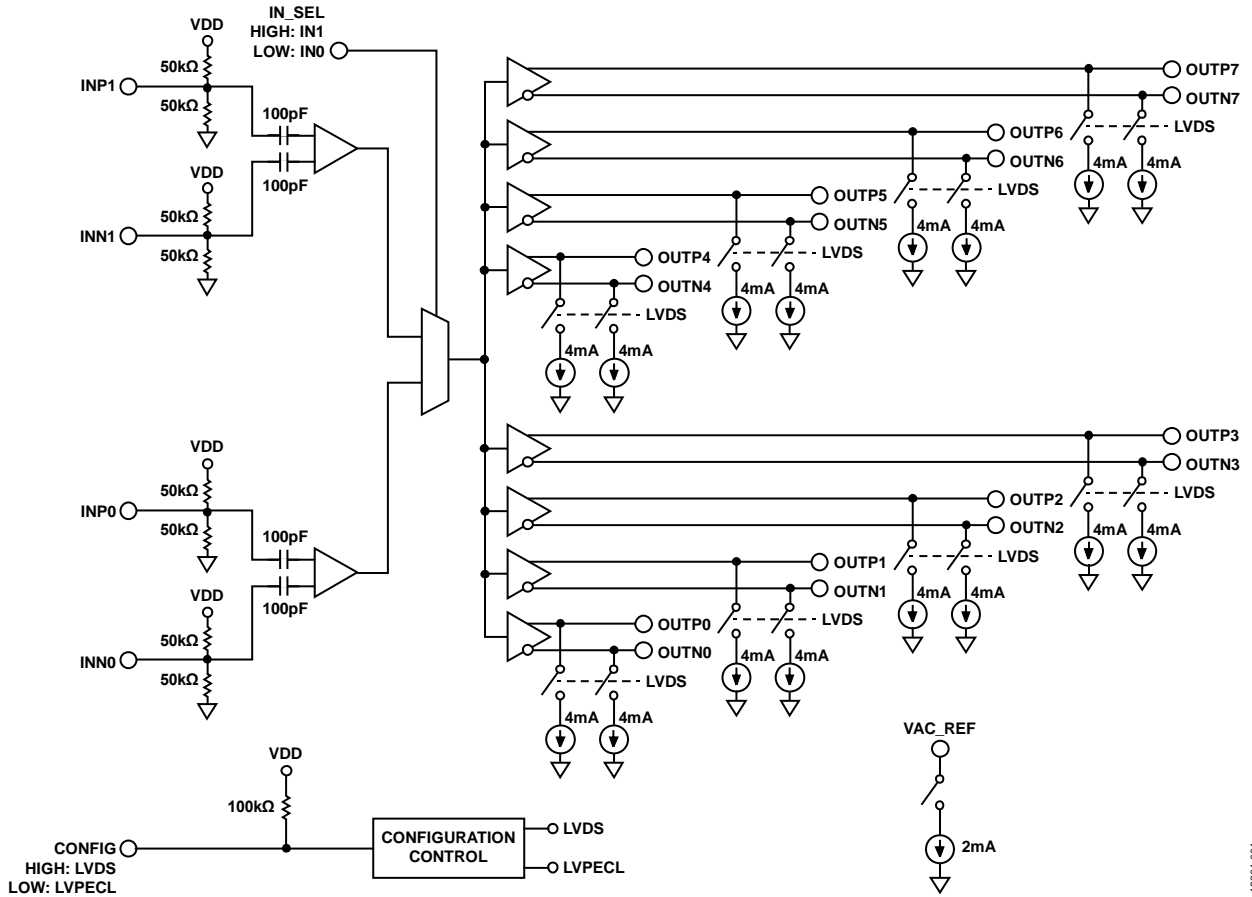 IN_SEL
HIGH: IN1
LOW: IN0
VDD
50kΩ
INP1
50kΩ
100pF
100pF
VDD
50kΩ
INN1
50kΩ
OUTP7
OUTN7
LVDS
4mA
4mA
OUTP6
OUTN6
LVDS
4mA
4mA
OUTP5
OUTN5
LVDS
4mA
4mA
OUTP4
OUTN4
LVDS
4mA
4mA
VDD
50kΩ
INP0
50kΩ
100pF
100pF
VDD
50kΩ
INN0
50kΩ
OUTP3
OUTN3
LVDS
4mA
4mA
OUTP2
OUTN2
LVDS
4mA
4mA
OUTP1
OUTN1
LVDS
4mA
4mA
OUTP0
OUTN0
LVDS
4mA
4mA
VDD
100kΩ
CONFIG
HIGH: LVDS
LOW: LVPECL
CONFIGURATION
CONTROL
LVDS
LVPECL
VAC_REF
2mA